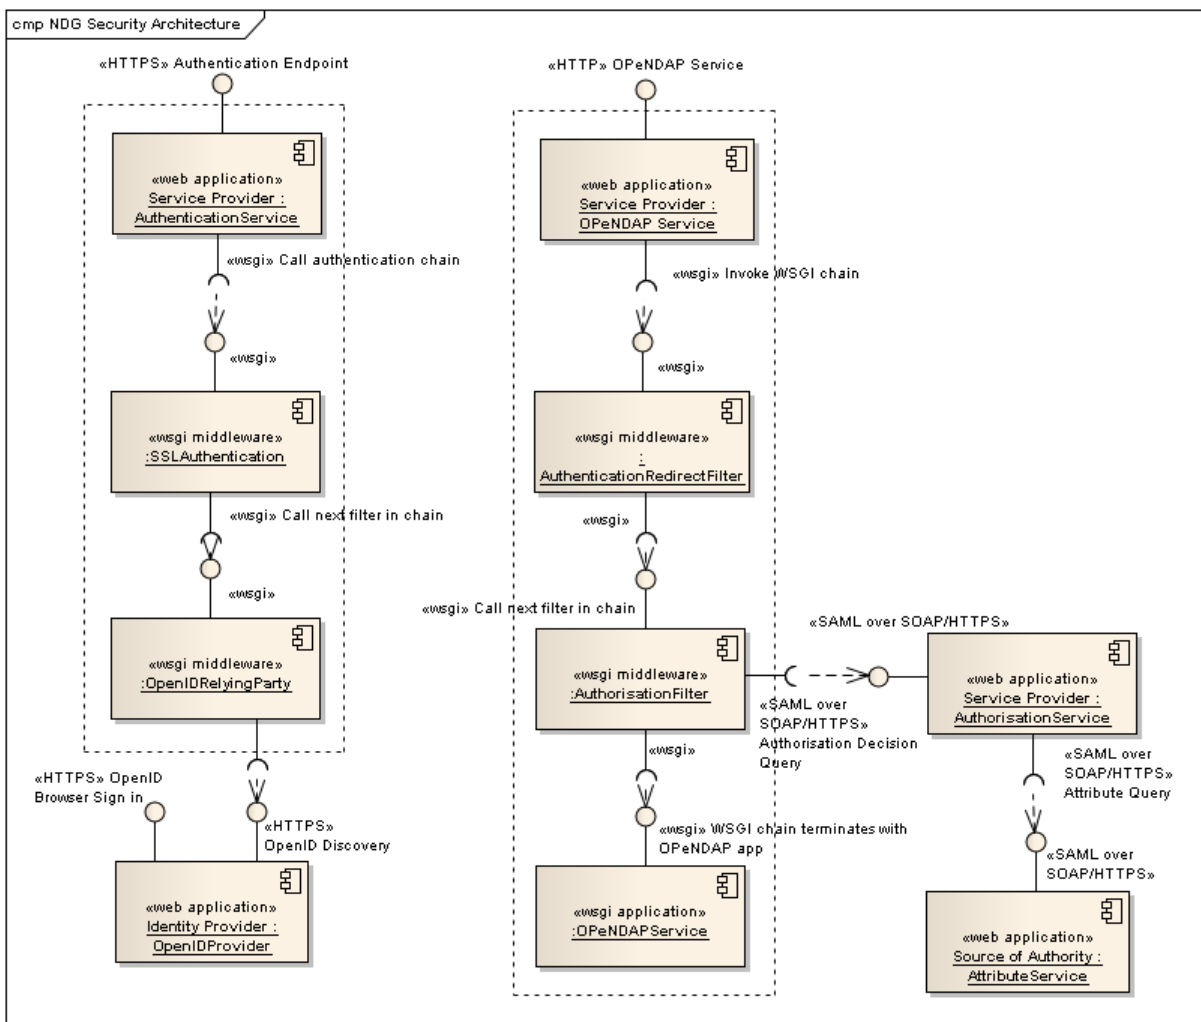 cmp NDG Security Architecture
«HTTPS» Authentication Endpoint
«web application»
Service Provider :
AuthenticationService
«wsgi» Call authentication chain
«wsgi»
«wsgi middleware»
:SSLAuthentication
«wsgi» Call next filter in chain
«wsgi»
«wsgi middleware»
:OpenIDRelyingParty
«HTTPS» OpenID
Browser Sign in
«HTTPS»
OpenID Discovery
«web application»
Identity Provider :
OpenIDProvider
«HTTP» OPeNDAP Service
«web application»
Service Provider :
OPeNDAP Service
«wsgi» Invoke WSGI chain
«wsgi»
«wsgi middleware»
:
AuthenticationRedirectFilter
«wsgi»
«wsgi» Call next filter in chain
«wsgi middleware»
:AuthorisationFilter
«wsgi»
«wsgi» WSGI chain terminates with
OPeNDAP app
«wsgi application»
:OPeNDAPService
«SAML over SOAP/HTTPS»
«SAML over
SOAP/HTTPS»
Authorisation Decision
Query
«web application»
Service Provider :
AuthorisationService
«SAML over
SOAP/HTTPS»
Attribute Query
«SAML over
SOAP/HTTPS»
«web application»
Source of Authority :
AttributeService